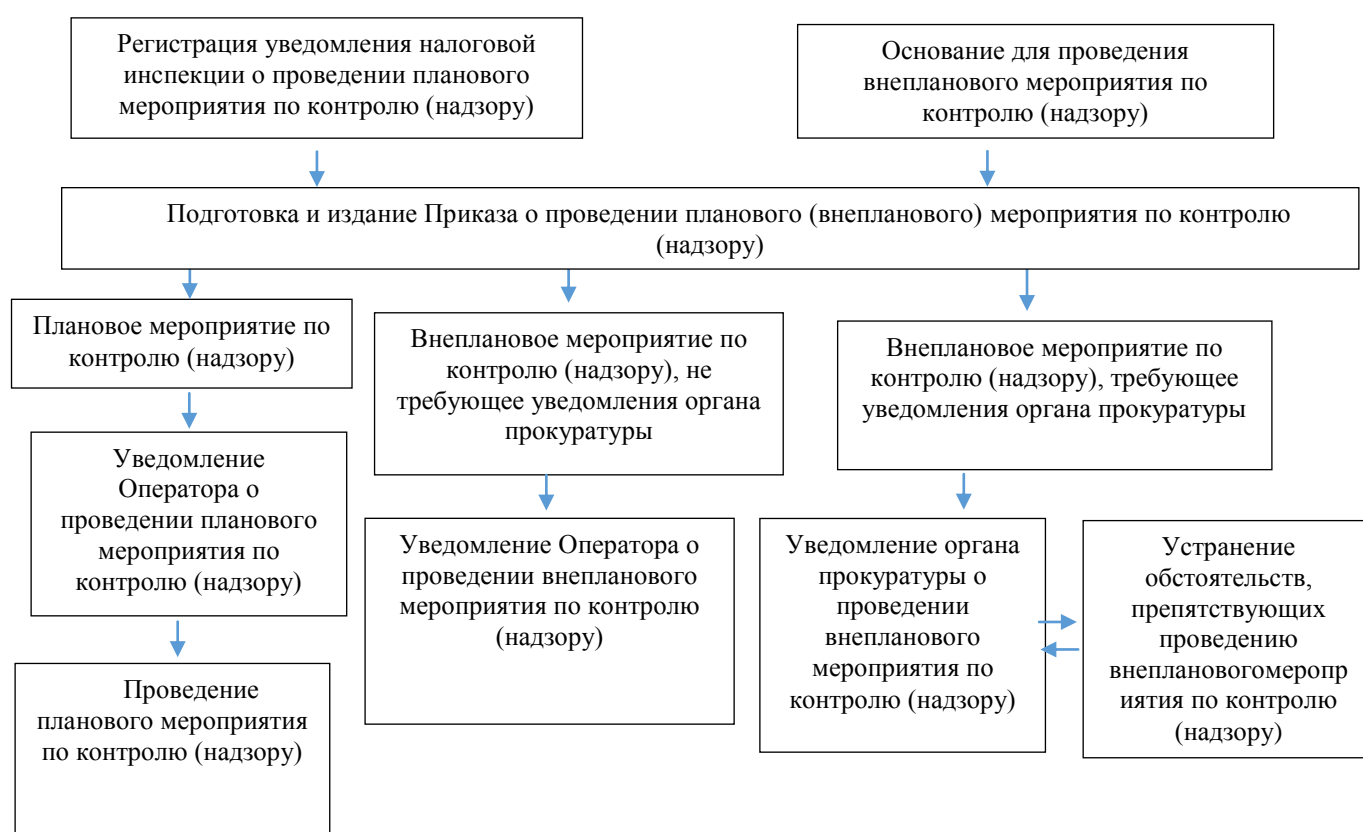 Регистрация уведомления налоговой
инспекции о проведении планового
мероприятия по контролю (надзору)
Основание для проведения
внепланового мероприятия по
контролю (надзору)
Подготовка и издание Приказа о проведении планового (внепланового) мероприятия по контролю
(надзору)
Плановое мероприятие по
контролю (надзору)
Внеплановое мероприятие по
контролю (надзору), не
требующее уведомления органа
прокуратуры
Внеплановое мероприятие по
контролю (надзору), требующее
уведомления органа прокуратуры
Уведомление
Оператора о
проведении планового
мероприятия по
контролю (надзору)
Уведомление Оператора о
проведении внепланового
мероприятия по контролю
(надзору)
Уведомление органа
прокуратуры о
проведении
внепланового
мероприятия по
контролю (надзору)
Устранение
обстоятельств,
препятствующих
проведению
внеплановогомеропр
иятия по контролю
(надзору)
Проведение
планового мероприятия
по контролю (надзору)